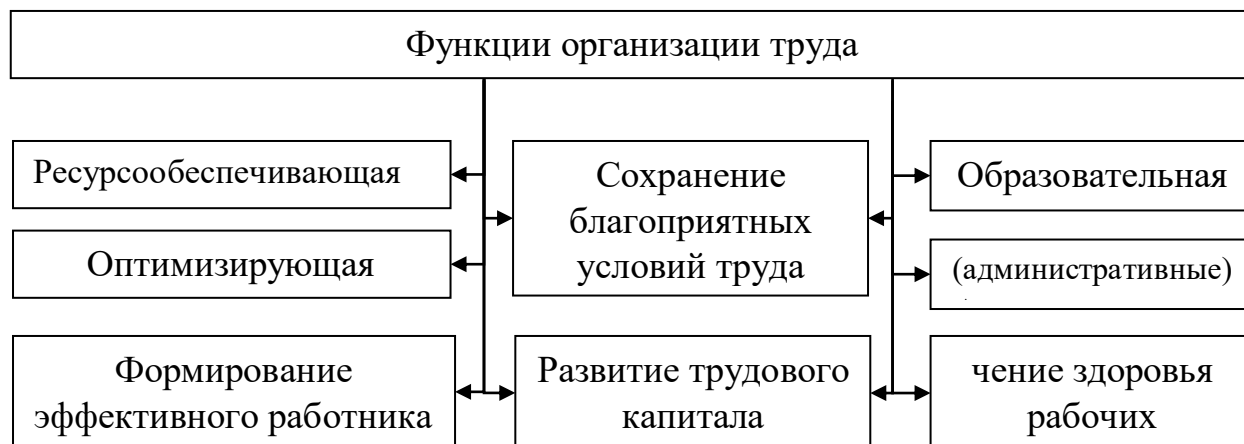 Функции организации труда
Ресурсообеспечивающая
Сохранение
благоприятных
условий труда
Образовательная
Оптимизирующая
(административные)
Формирование
эффективного работника
Развитие трудового
капитала
чение здоровья
рабочих